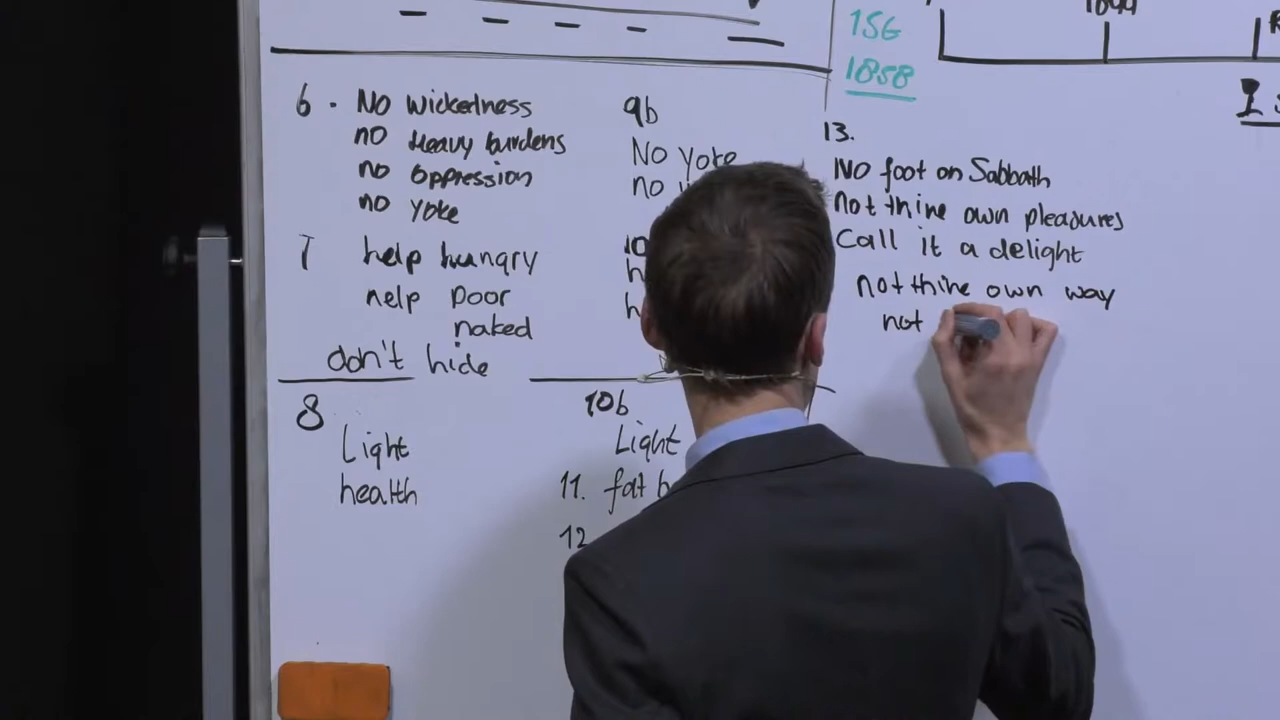 156
1858
1844
I
6 . No wickedness
no Heavy burdens
no oppression
no yoke
7 help hungry
help poor
naked
don't hide
8
Light
health
9b
No yoke
no
10b
Light
11. fat
12
13.
No foot on Sabbath
not thine own pleasures
Call it a delight
not thine own way
not